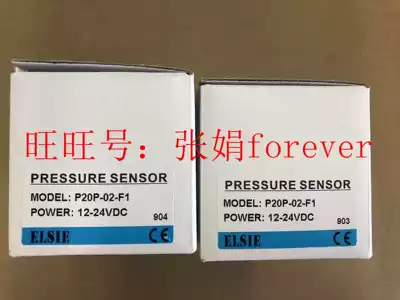 旺旺号：张娟forever
PRESSURE SENSOR
MODEL: P20P-02-F1
POWER: 12-24VDC
904
ELSIE CE
PRESSURE SENSOR
MODEL: P20P-02-F1
POWER: 12-24VDC
903
ELSIE CE